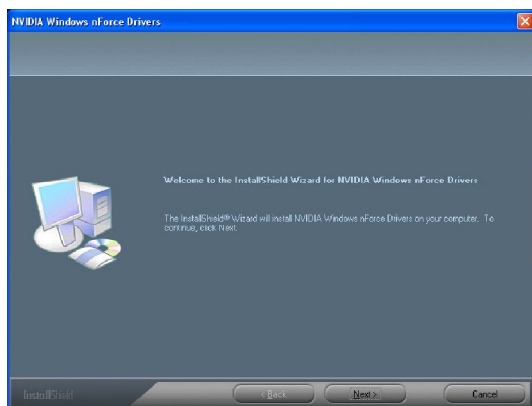 NVIDIA Windows nForce Drivers
Welcome to the InstallShield Wizard for NVIDIA Windows nForce Drivers
The InstallShield® Wizard will install NVIDIA Windows nForce Drivers on your computer. To
continue, click Next.
InstallShield
< Back
Next >
Cancel